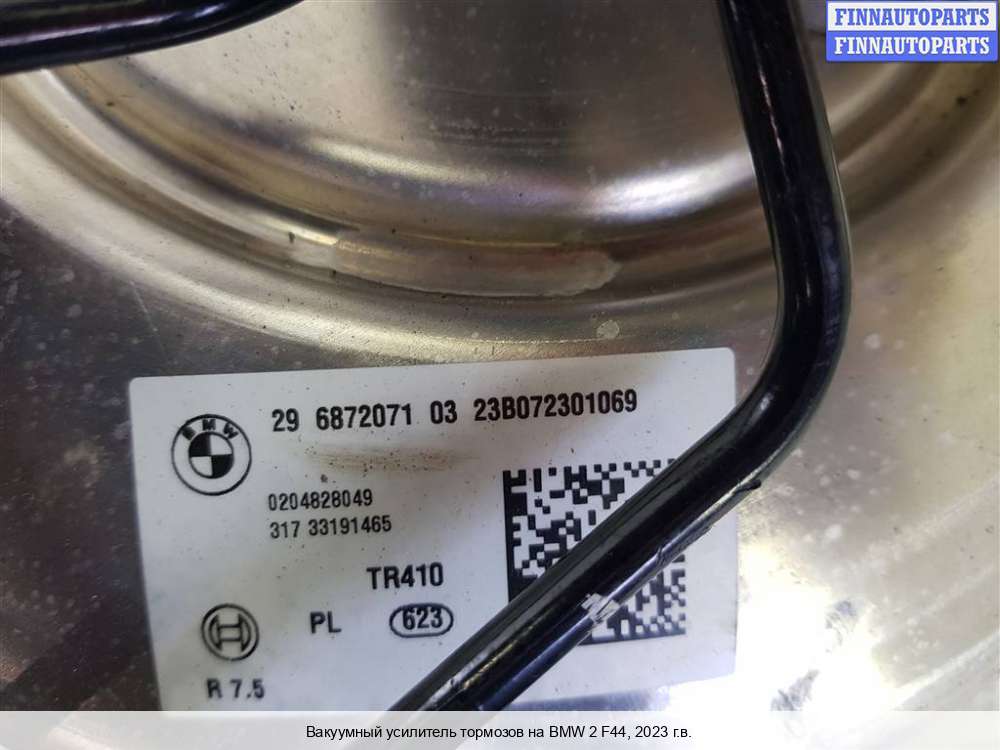 FINNAUTOPARTS
FINNAUTOPARTS
29 6872071 03 23B072301069
BMW
0204828049
317 33191465
TR410
PL 623
R 7.5
Вакуумный усилитель тормозов на BMW 2 F44, 2023 г.в.